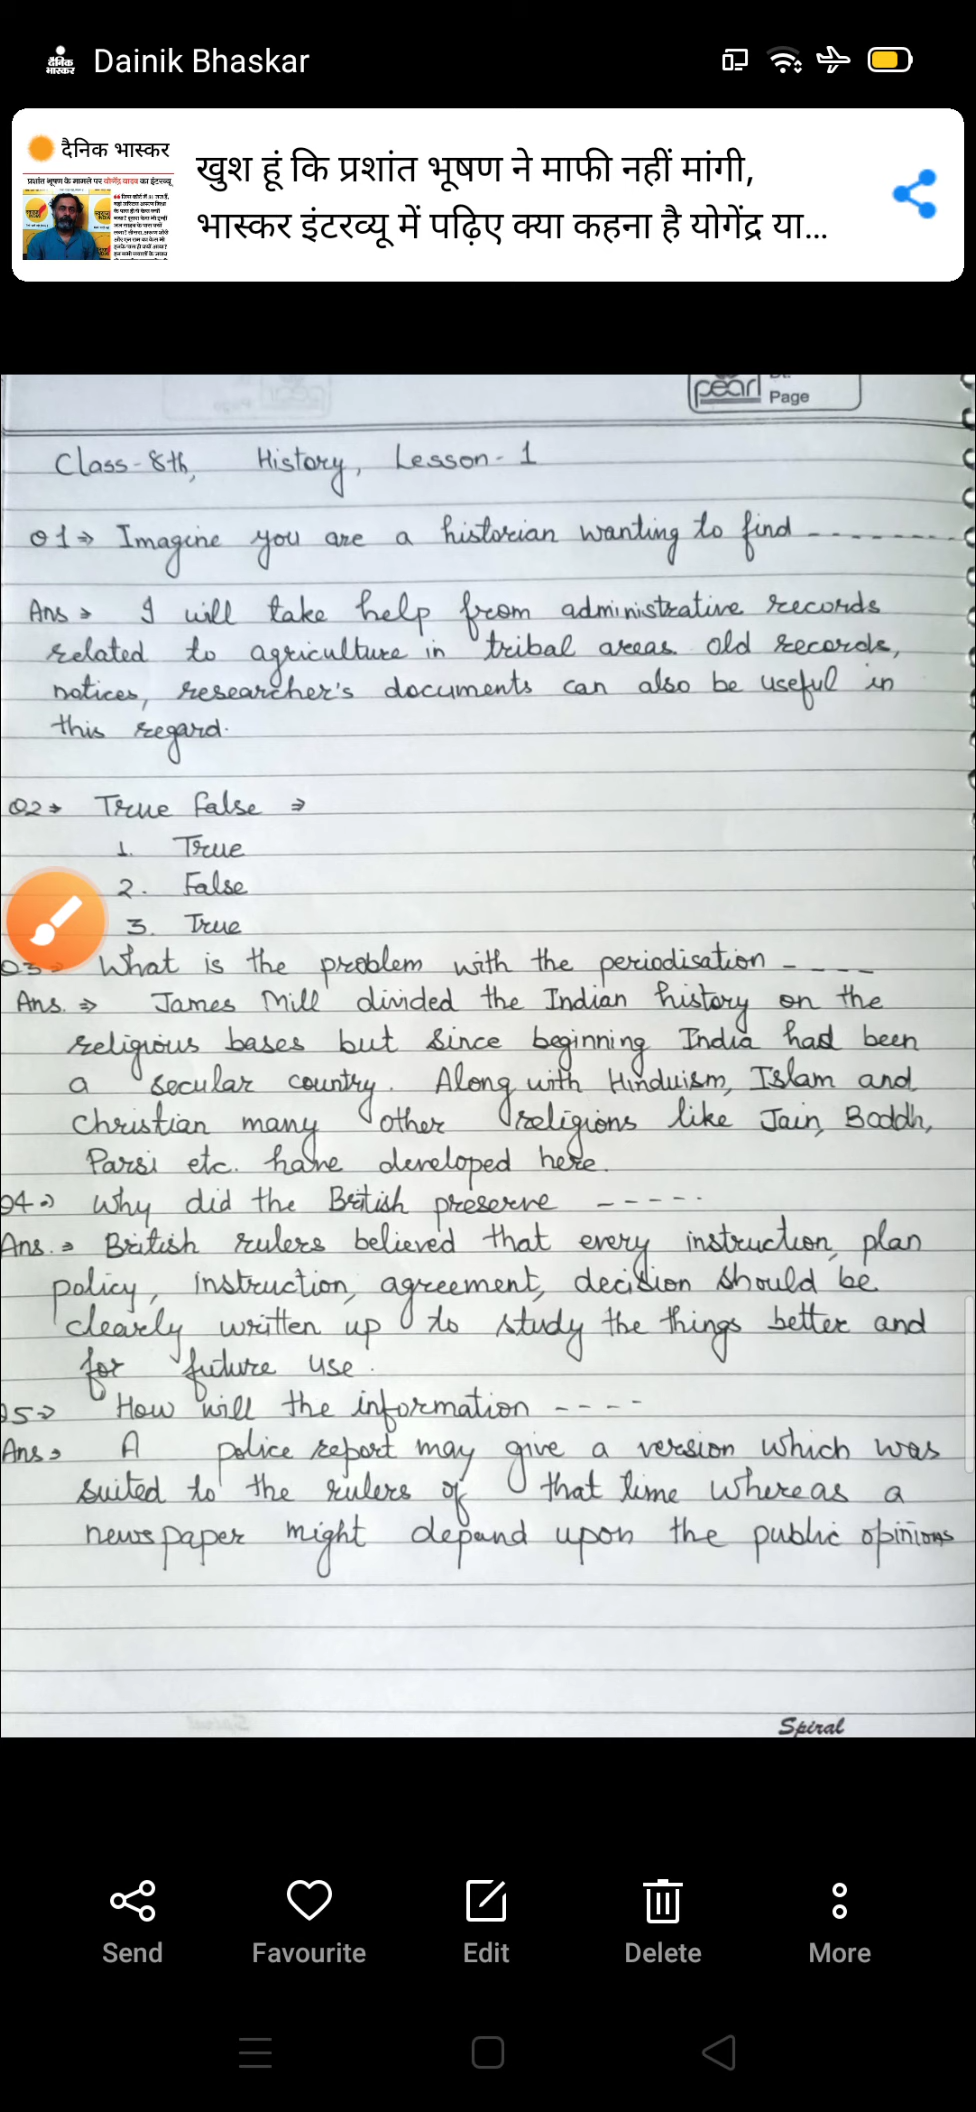 दैनिक भास्कर Dainik Bhaskar
दैनिक भास्कर
प्रशांत भूषण के मामले पर योगेंद्र यादव का इंटरव्यू
खुश हूं कि प्रशांत भूषण ने माफी नहीं मांगी,
भास्कर इंटरव्यू में पढ़िए क्या कहना है योगेंद्र या...
pearl Page
Class-8th, History, Lesson-1
Q1⇒ Imagine you are a historian wanting to find --------
Ans ⇒ I will take help from administrative records
related to agriculture in tribal areas. Old records,
notices, researcher's documents can also be useful in
this regard.
Q2⇒ True False ⇒
1. True
2. False
3. True
Q3⇒ What is the problem with the periodisation ----
Ans. ⇒ James Mill divided the Indian history on the
religious bases but since beginning India had been
a secular country. Along with Hinduism, Islam and
Christian many other religions like Jain, Boddh,
Parsi etc. have developed here.
Q4⇒ Why did the British preserve -----
Ans. ⇒ British rulers believed that every instruction, plan
policy, instruction, agreement, decision should be
clearly written up to study the things better and
for future use.
Q5⇒ How will the information ----
Ans⇒ A police report may give a version which was
suited to the rulers of that time whereas a
newspaper might depend upon the public opinions
Spiral
Send Favourite Edit Delete More